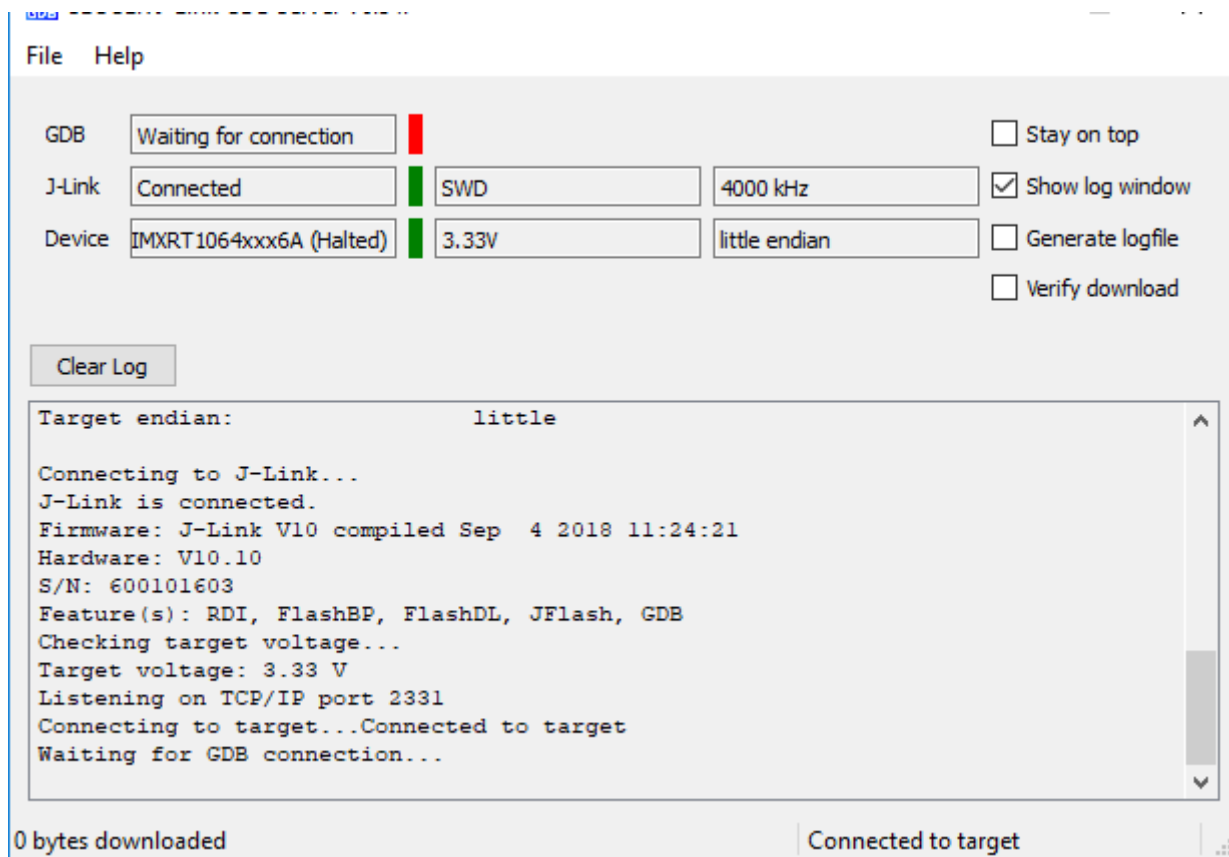 File Help
GDB Waiting for connection Stay on top
J-Link Connected SWD 4000 kHz Show log window
Device IMXRT1064xxx6A (Halted) 3.33V little endian Generate logfile
Verify download
Clear Log
Target endian: little
Connecting to J-Link...
J-Link is connected.
Firmware: J-Link V10 compiled Sep 4 2018 11:24:21
Hardware: V10.10
S/N: 600101603
Feature(s): RDI, FlashBP, FlashDL, JFlash, GDB
Checking target voltage...
Target voltage: 3.33 V
Listening on TCP/IP port 2331
Connecting to target...Connected to target
Waiting for GDB connection...
0 bytes downloaded Connected to target